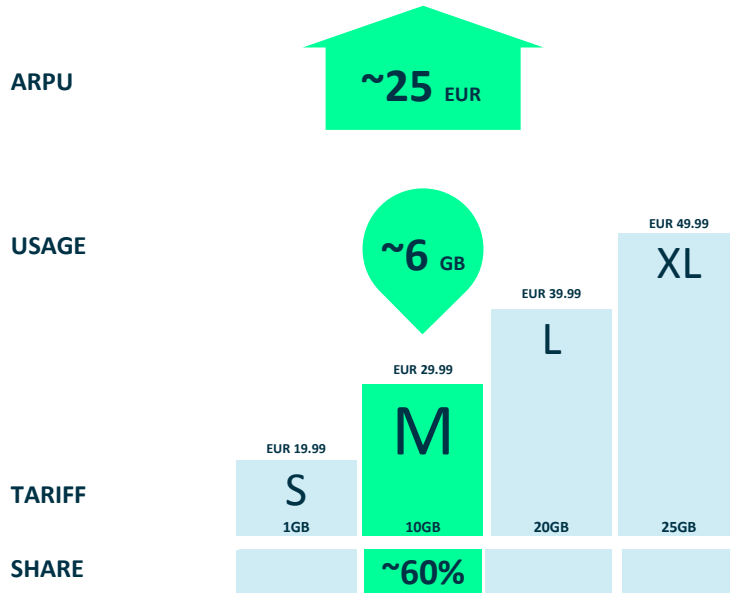 ARPU
~25 EUR
USAGE
~6 GB
EUR 49.99
XL
EUR 39.99
L
EUR 29.99
M
EUR 19.99
S
TARIFF
1GB 10GB 20GB 25GB
SHARE
~60%